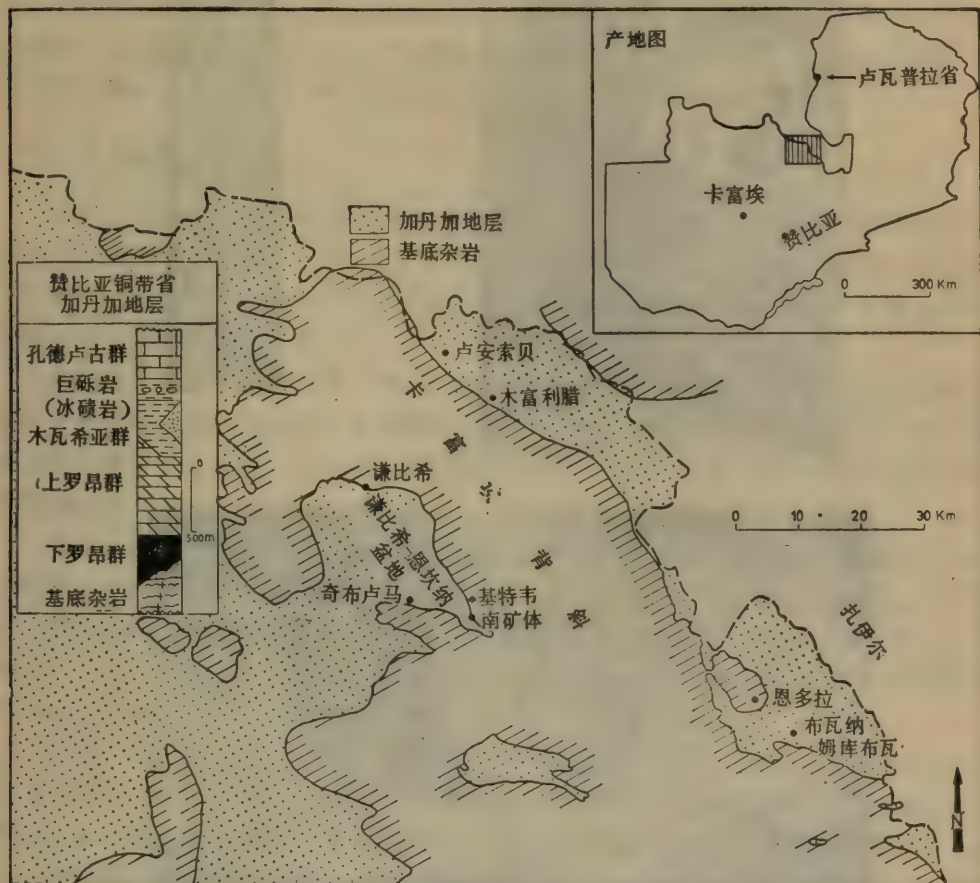 产地图
卢瓦普拉省
卡富埃
赞比亚
0 300 Km
加丹加地层
基底杂岩
赞比亚铜带省
加丹加地层
孔德卢古群
巨砾岩
(冰碛岩)
木瓦希亚群
上罗昂群
下罗昂群
基底杂岩
0
500m
卢安索贝
木富利腊
卡富埃背斜
谦比希
谦比希-恩坎纳
盆地
奇布卢马
基特韦
南矿体
0 10 20 30 Km
扎伊尔
恩多拉
布瓦纳
姆库布瓦
N